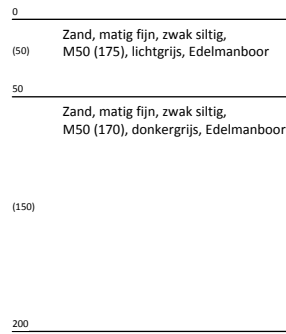 0
Zand, matig fijn, zwak siltig,
(50) M50 (175), lichtgrijs, Edelmanboor
50
Zand, matig fijn, zwak siltig,
M50 (170), donkergrijs, Edelmanboor
(150)
200